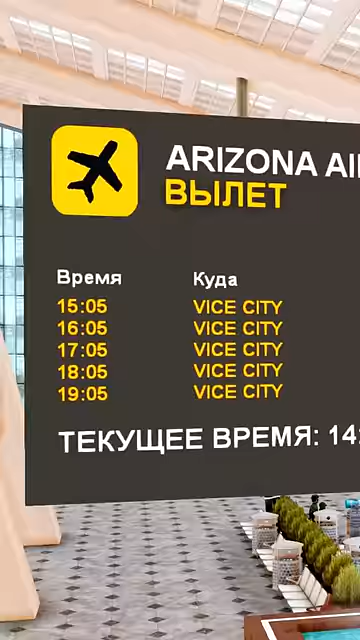 ARIZONA AI
ВЫЛЕТ
Время Куда
15:05 VICE CITY
16:05 VICE CITY
17:05 VICE CITY
18:05 VICE CITY
19:05 VICE CITY
ТЕКУЩЕЕ ВРЕМЯ: 14: